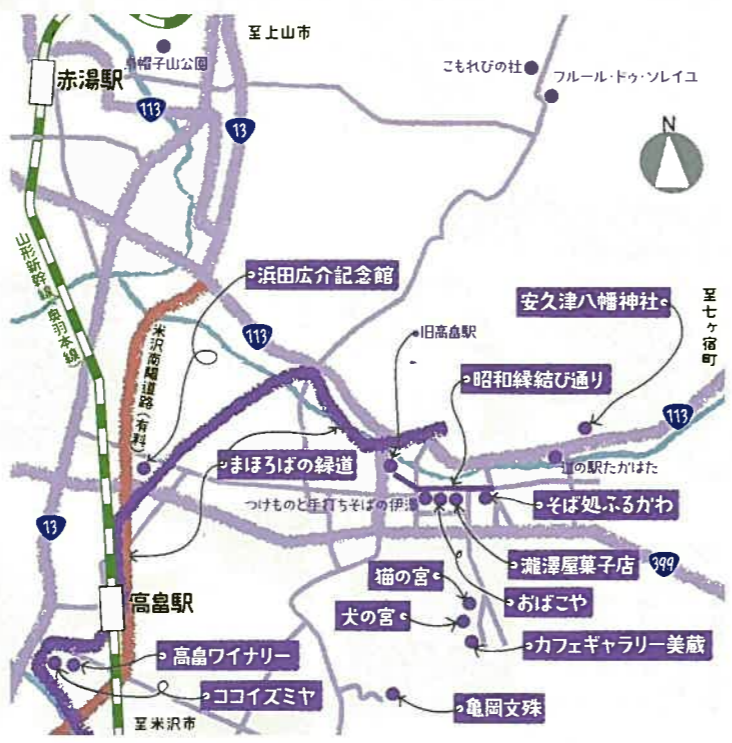 至上山市
烏帽子山公園
赤湯駅
113
13
こもれびの杜
フルール・ドゥ・ソレイユ
N
山形新幹線(奥羽本線)
浜田広介記念館
安久津八幡神社
至七ヶ宿町
米沢南陽道路(有料)
113
旧高畠駅
昭和縁結び通り
113
まほろばの緑道
道の駅たかはた
つけものと手打ちそばの伊澤
そば処ふるかわ
13
瀧澤屋菓子店
399
猫の宮
おばこや
高畠駅
犬の宮
カフェギャラリー美蔵
高畠ワイナリー
ココイズミヤ
亀岡文殊
至米沢市